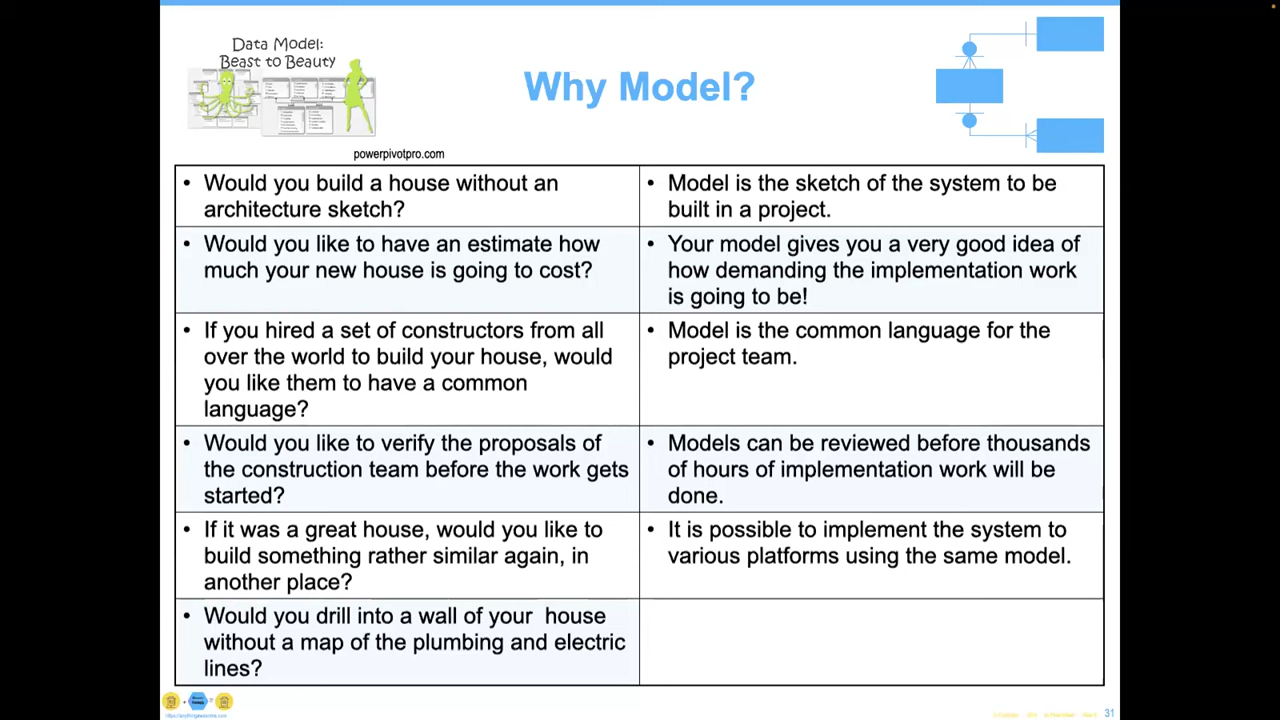 Data Model:
Beast to Beauty
Why Model?
powerpivotpro.com
• Would you build a house without an
architecture sketch?
• Model is the sketch of the system to be
built in a project.
• Would you like to have an estimate how
much your new house is going to cost?
• Your model gives you a very good idea of
how demanding the implementation work
is going to be!
• If you hired a set of constructors from all
over the world to build your house, would
you like them to have a common
language?
• Model is the common language for the
project team.
• Would you like to verify the proposals of
the construction team before the work gets
started?
• Models can be reviewed before thousands
of hours of implementation work will be
done.
• If it was a great house, would you like to
build something rather similar again, in
another place?
• It is possible to implement the system to
various platforms using the same model.
• Would you drill into a wall of your house
without a map of the plumbing and electric
lines?
31